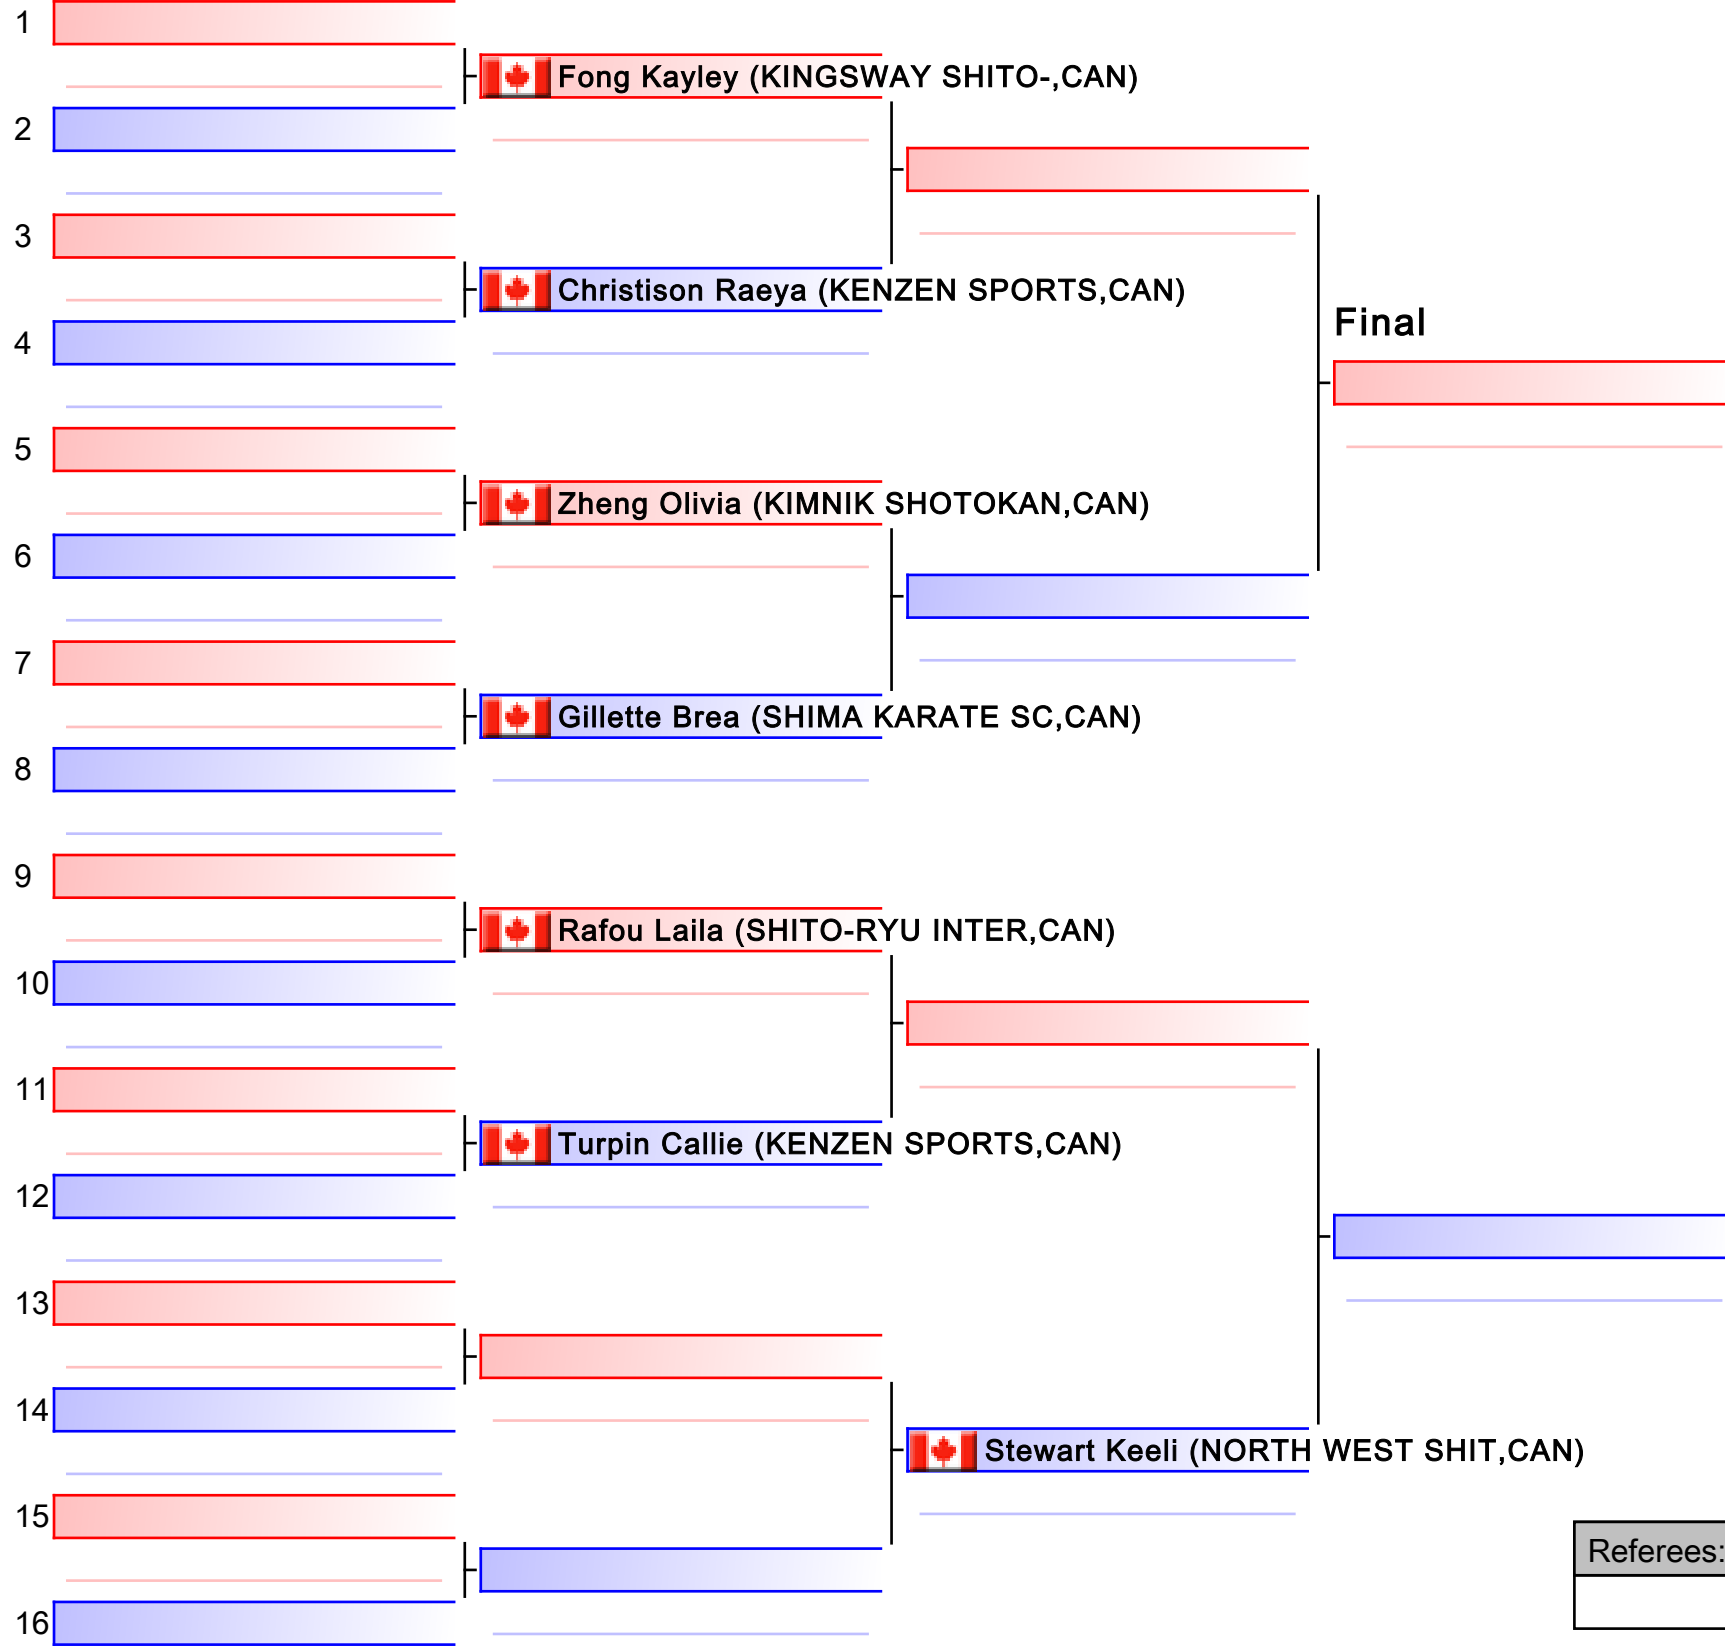 1
Fong Kayley (KINGSWAY SHITO-,CAN)
2
3
Christison Raeya (KENZEN SPORTS,CAN)
Final
4
5
Zheng Olivia (KIMNIK SHOTOKAN,CAN)
6
7
Gillette Brea (SHIMA KARATE SC,CAN)
8
9
Rafou Laila (SHITO-RYU INTER,CAN)
10
11
Turpin Callie (KENZEN SPORTS,CAN)
12
13
14
Stewart Keeli (NORTH WEST SHIT,CAN)
15
Referees:
16